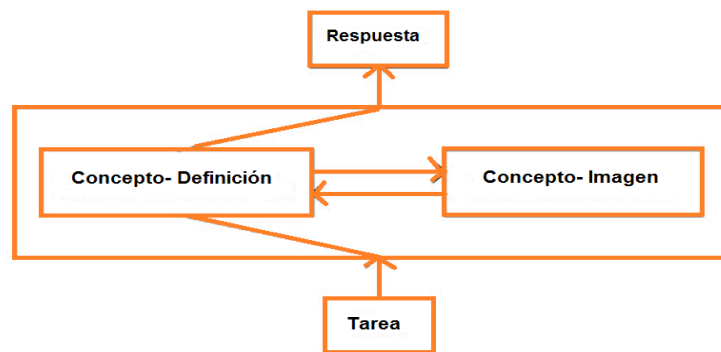 Respuesta
Concepto- Definición
Concepto- Imagen
Tarea